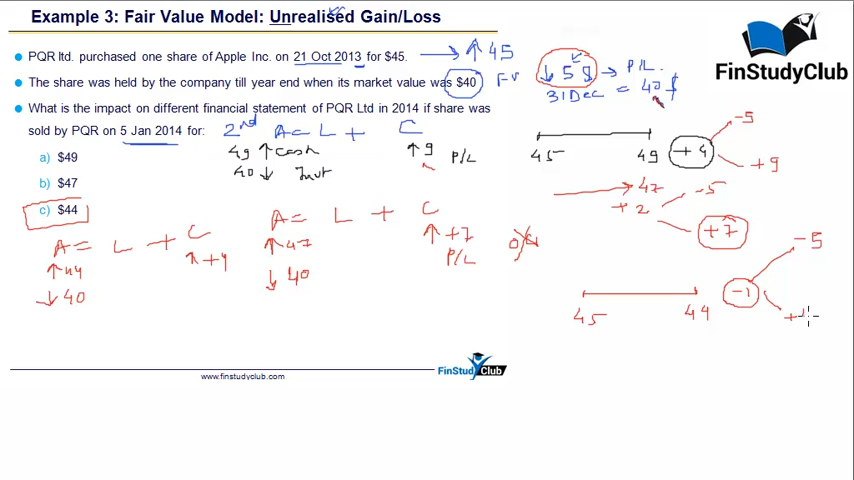 Example 3: Fair Value Model: Unrealised Gain/Loss
PQR ltd. purchased one share of Apple Inc. on 21 Oct 2013 for $45.
The share was held by the company till year end when its market value was $40
What is the impact on different financial statement of PQR Ltd in 2014 if share was
sold by PQR on 5 Jan 2014 for:
a) $49
b) $47
c) $44
→ ↑ 45
FV
↓ 5 $ → P/L.
31 Dec = 40 $
FinStudyClub
2nd A = L + C
49 ↑ Cash ↑ 9 P/L
40 ↓ Invt
45 49 +4 -5
+9
A = L + C
↑ 47 ↑ +7
↓ 40 P/L
→ 47
+2 -5
+7
A = L + C
↑ 44 ↑ +4
↓ 40
45 44 -1 -5
FinStudyClub
www.finstudyclub.com